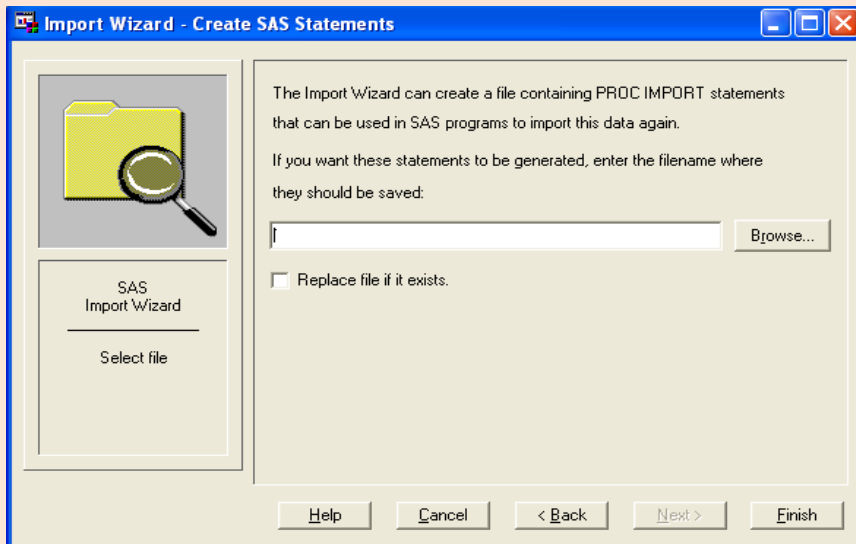 Import Wizard - Create SAS Statements
The Import Wizard can create a file containing PROC IMPORT statements
that can be used in SAS programs to import this data again.
If you want these statements to be generated, enter the filename where
they should be saved:
Browse...
Replace file if it exists.
SAS
Import Wizard
Select file
Help Cancel < Back Next > Finish